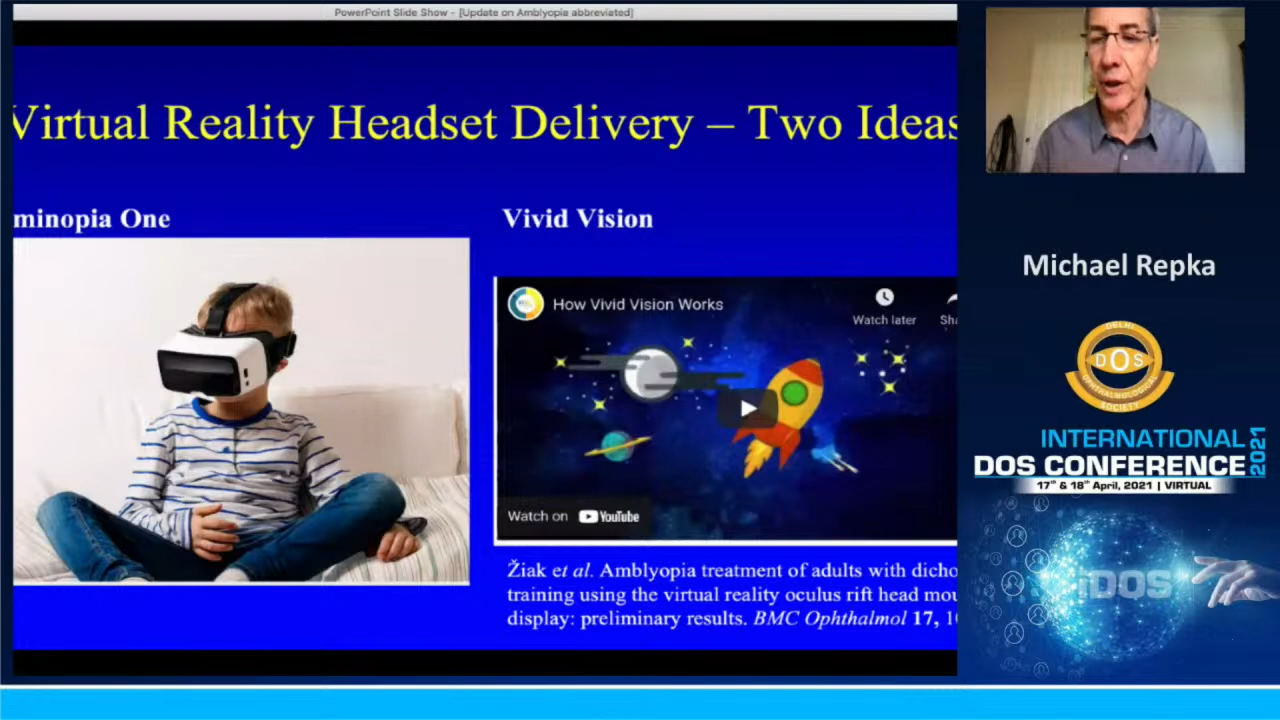 PowerPoint Slide Show - [Update on Amblyopia abbreviated]
Virtual Reality Headset Delivery – Two Ideas
minopia One
Vivid Vision
How Vivid Vision Works
Watch later
Sha
Watch on YouTube
Žiak et al. Amblyopia treatment of adults with dicho
training using the virtual reality oculus rift head mou
display: preliminary results. BMC Ophthalmol 17, 10
Michael Repka
DELHI
DOS
OPHTHALMOLOGICAL
SOCIETY
INTERNATIONAL
DOS CONFERENCE
2021
17th & 18th April, 2021 | VIRTUAL
iDOS